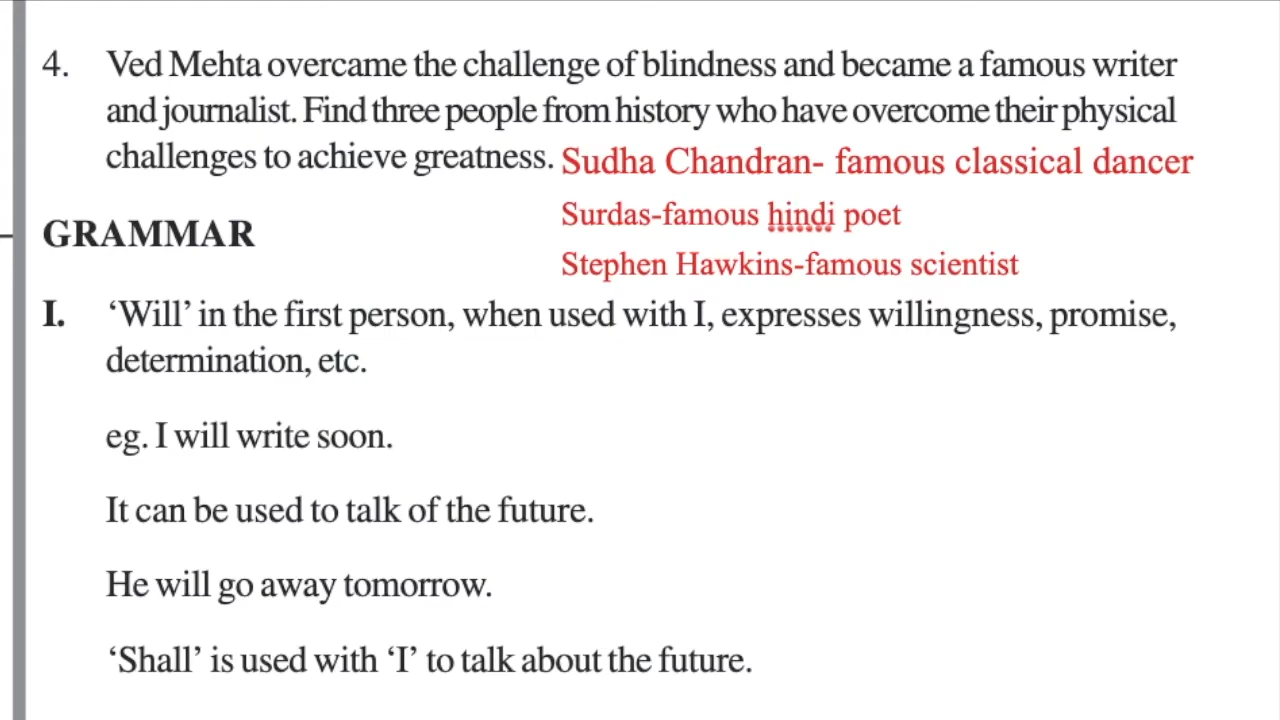 4. Ved Mehta overcame the challenge of blindness and became a famous writer
and journalist. Find three people from history who have overcome their physical
challenges to achieve greatness. Sudha Chandran- famous classical dancer
Surdas-famous hindi poet
GRAMMAR
Stephen Hawkins-famous scientist
I. ‘Will’ in the first person, when used with I, expresses willingness, promise,
determination, etc.
eg. I will write soon.
It can be used to talk of the future.
He will go away tomorrow.
‘Shall’ is used with ‘I’ to talk about the future.